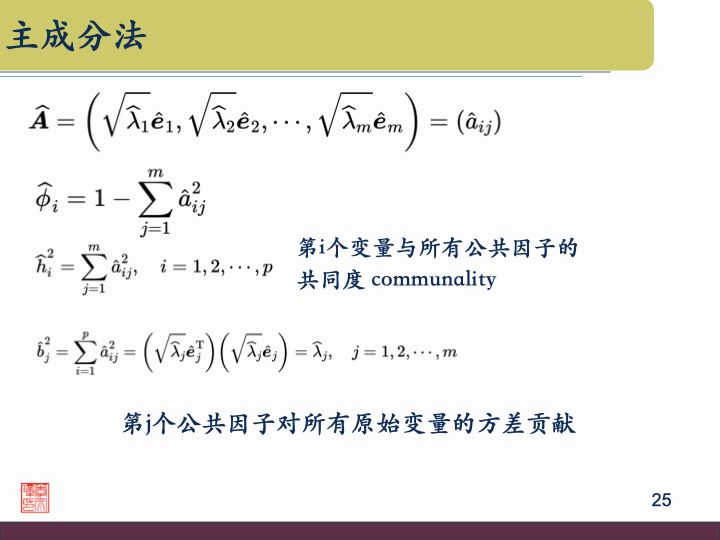 主成分法
$\widehat{\boldsymbol{A}} = \left(\sqrt{\widehat{\lambda}_1}\hat{\boldsymbol{e}}_1, \sqrt{\widehat{\lambda}_2}\hat{\boldsymbol{e}}_2, \cdots, \sqrt{\widehat{\lambda}_m}\hat{\boldsymbol{e}}_m\right) = (\hat{a}_{ij})$
$\widehat{\phi}_i = 1 - \sum_{j=1}^{m} \hat{a}_{ij}^2$
$\widehat{h}_i^2 = \sum_{j=1}^{m} \hat{a}_{ij}^2, \quad i = 1, 2, \cdots, p$
第i个变量与所有公共因子的
共同度 communality
$\hat{b}_j^2 = \sum_{i=1}^{p} \hat{a}_{ij}^2 = \left(\sqrt{\widehat{\lambda}_j}\hat{\boldsymbol{e}}_j^{\mathrm{T}}\right)\left(\sqrt{\widehat{\lambda}_j}\hat{\boldsymbol{e}}_j\right) = \widehat{\lambda}_j, \quad j = 1, 2, \cdots, m$
第j个公共因子对所有原始变量的方差贡献
25